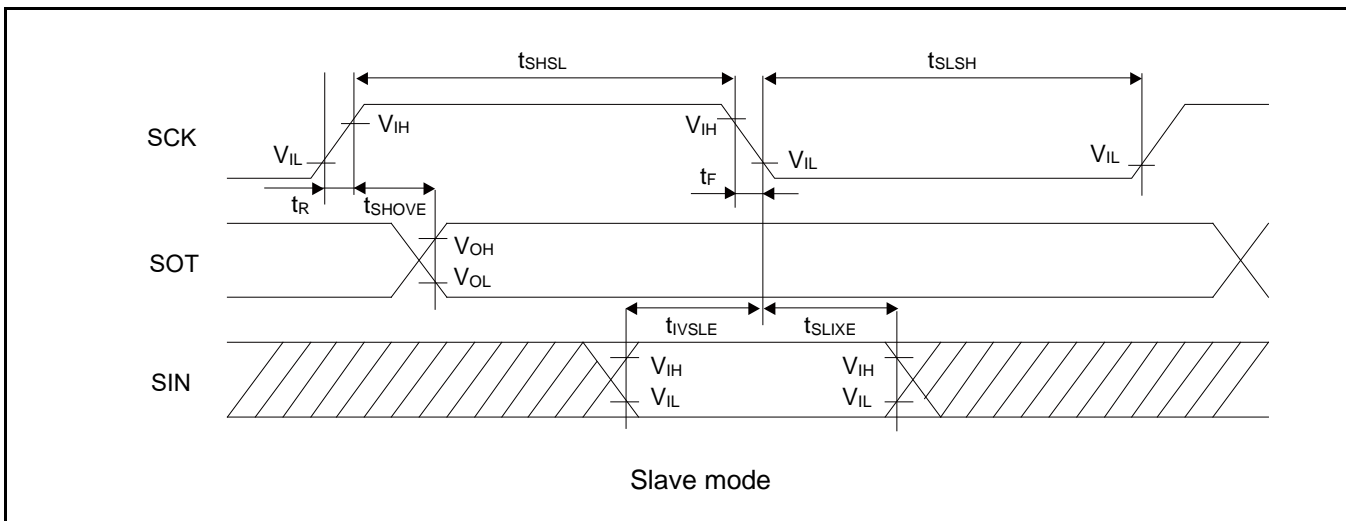 tSHSL
tSLSH
SCK
VIH
VIH
VIL
VIL
VIL
tR
tSHOVE
tF
SOT
VOH
VOL
tIVSLE
tSLIXE
SIN
VIH
VIH
VIL
VIL
Slave mode